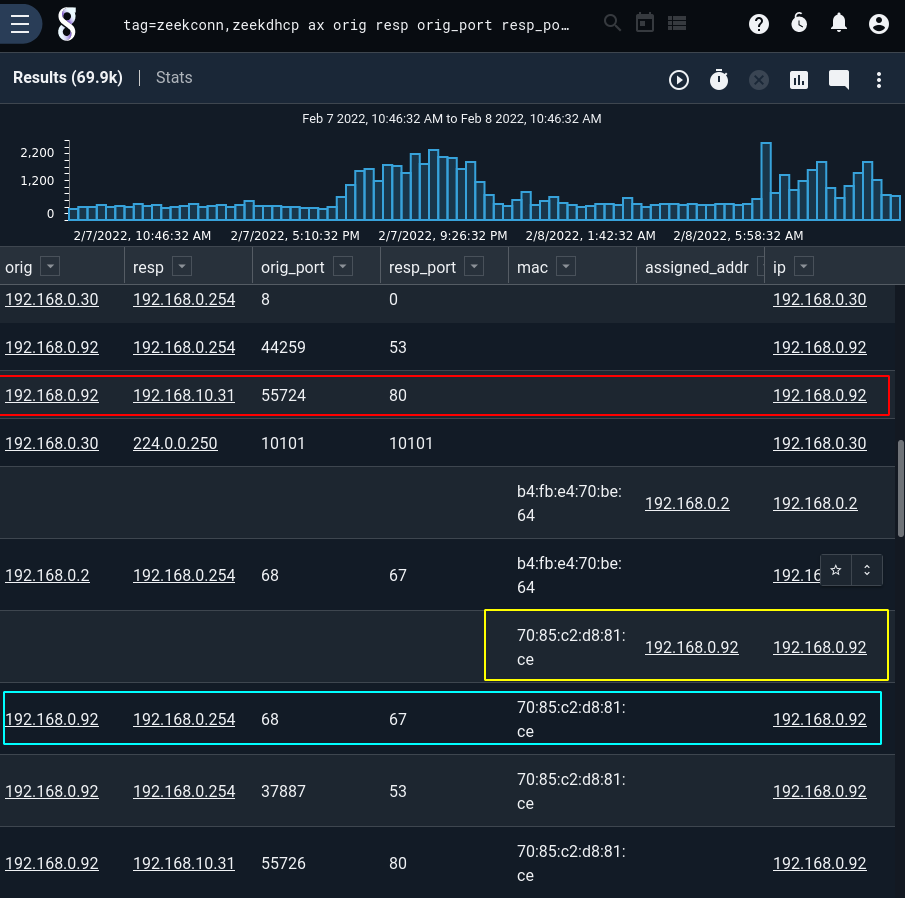 tag=zeekconn,zeekdhcp ax orig resp orig_port resp_po…
Results (69.9k) | Stats
Feb 7 2022, 10:46:32 AM to Feb 8 2022, 10:46:32 AM
2,200
1,200
0
2/7/2022, 10:46:32 AM 2/7/2022, 5:10:32 PM 2/7/2022, 9:26:32 PM 2/8/2022, 1:42:32 AM 2/8/2022, 5:58:32 AM
orig resp orig_port resp_port mac assigned_addr ip
192.168.0.30 192.168.0.254 8 0 192.168.0.30
192.168.0.92 192.168.0.254 44259 53 192.168.0.92
192.168.0.92 192.168.10.31 55724 80 192.168.0.92
192.168.0.30 224.0.0.250 10101 10101 192.168.0.30
b4:fb:e4:70:be:
64 192.168.0.2 192.168.0.2
192.168.0.2 192.168.0.254 68 67 b4:fb:e4:70:be:
64 192.16
70:85:c2:d8:81:
ce 192.168.0.92 192.168.0.92
192.168.0.92 192.168.0.254 68 67 70:85:c2:d8:81:
ce 192.168.0.92
192.168.0.92 192.168.0.254 37887 53 70:85:c2:d8:81:
ce 192.168.0.92
192.168.0.92 192.168.10.31 55726 80 70:85:c2:d8:81:
ce 192.168.0.92